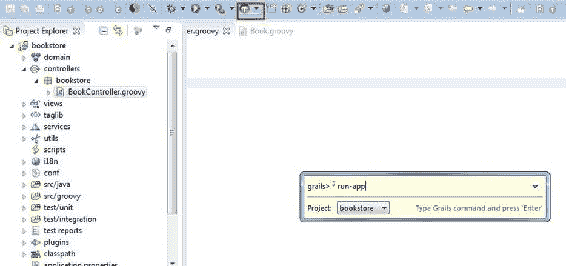 er.groovy
Book.groovy
Project Explorer
bookstore
domain
controllers
bookstore
BookController.groovy
views
taglib
services
utils
scripts
i18n
conf
src/java
src/groovy
test/unit
test/integration
test reports
plugins
classpath
application.properties
grails> run-app
Project: bookstore Type Grails command and press 'Enter'